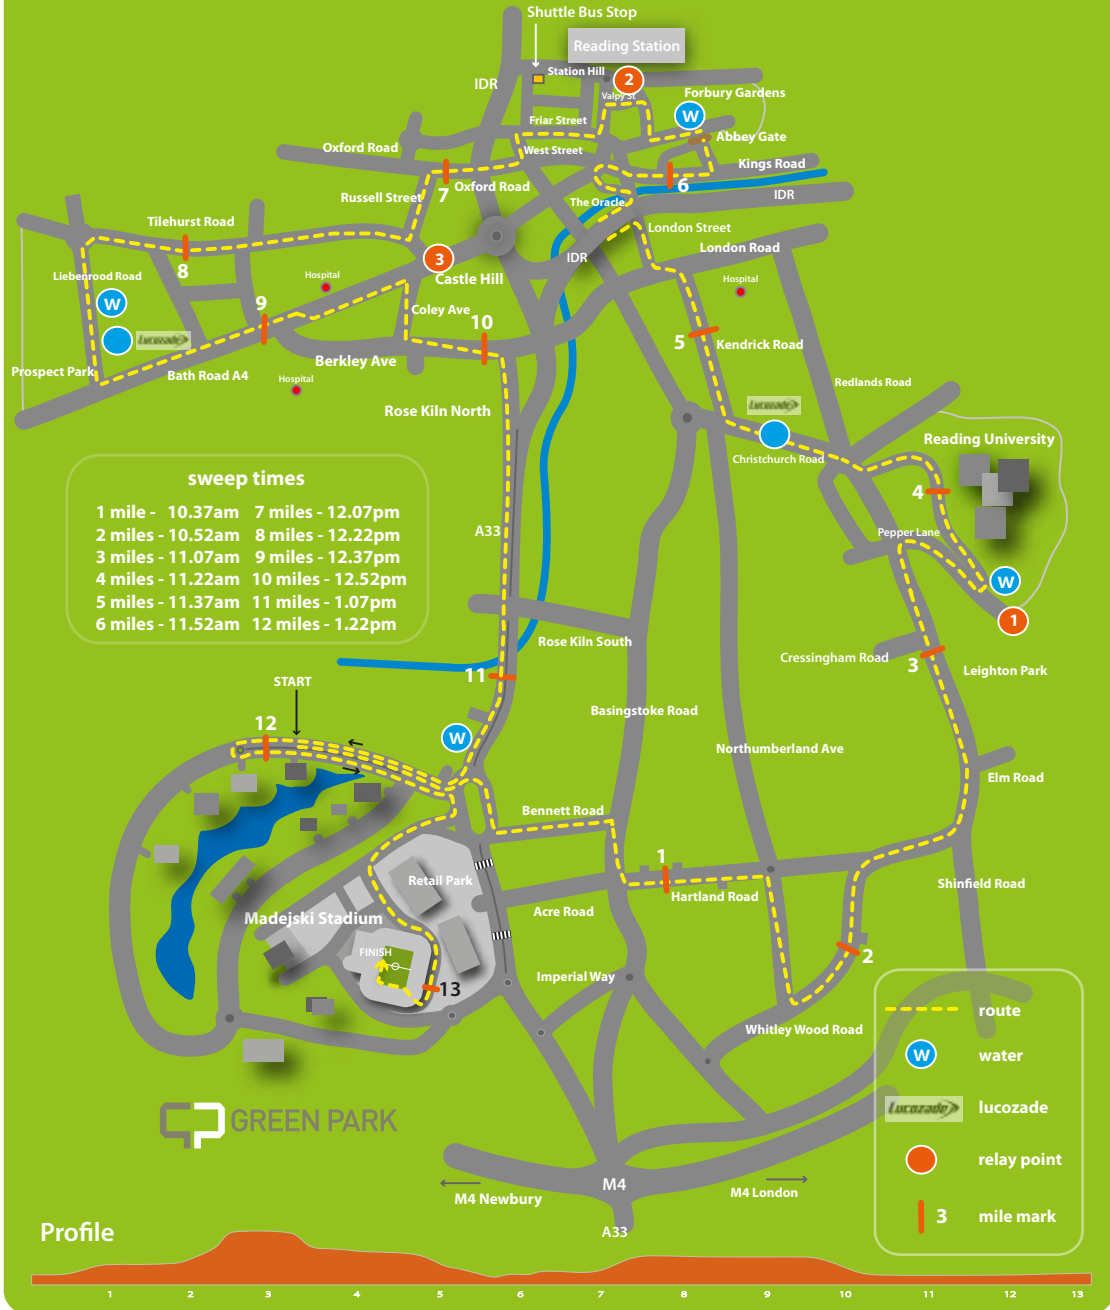 Shuttle Bus Stop
Reading Station
Station Hill
2
IDR
Valpy St
Forbury Gardens
W
Friar Street
Abbey Gate
Oxford Road
West Street
Kings Road
7
Oxford Road
6
Russell Street
The Oracle
IDR
Tilehurst Road
London Street
London Road
8
3
IDR
Liebenrood Road
Hospital
Castle Hill
Hospital
W
9
Coley Ave
10
Lucozade
5
Kendrick Road
Prospect Park
Bath Road A4
Berkley Ave
Hospital
Redlands Road
Rose Kiln North
Lucozade
Reading University
Christchurch Road
4
sweep times
1 mile - 10.37am 7 miles - 12.07pm
2 miles - 10.52am 8 miles - 12.22pm
3 miles - 11.07am 9 miles - 12.37pm
4 miles - 11.22am 10 miles - 12.52pm
5 miles - 11.37am 11 miles - 1.07pm
6 miles - 11.52am 12 miles - 1.22pm
A33
Pepper Lane
W
1
Rose Kiln South
Cressingham Road
3
Leighton Park
START
11
12
W
Basingstoke Road
Northumberland Ave
Elm Road
Bennett Road
1
Retail Park
Hartland Road
Shinfield Road
Acre Road
Madejski Stadium
FINISH
2
13
Imperial Way
Whitley Wood Road
route
W
water
Lucozade
lucozade
relay point
3
mile mark
GREEN PARK
M4
M4 Newbury
M4 London
A33
Profile
1 2 3 4 5 6 7 8 9 10 11 12 13